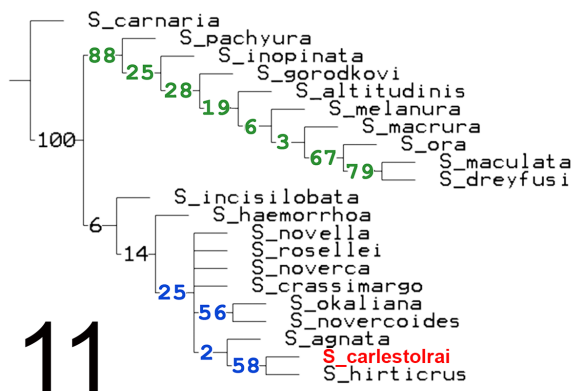 S_carnaria
S_pachyura
88
S_inopinata
25
S_gorodkovi
28
S_altitudinis
19
S_melanura
6
S_macrura
3
S_ora
100
67
S_maculata
79
S_dreyfusi
S_incisilobata
S_haemorrhoa
6
S_novella
S_rosellei
14
S_noverca
S_crassimargo
25
S_okaliana
56
S_novercoides
S_agnata
2
S_carlestolrai
58
S_hirticrus
11